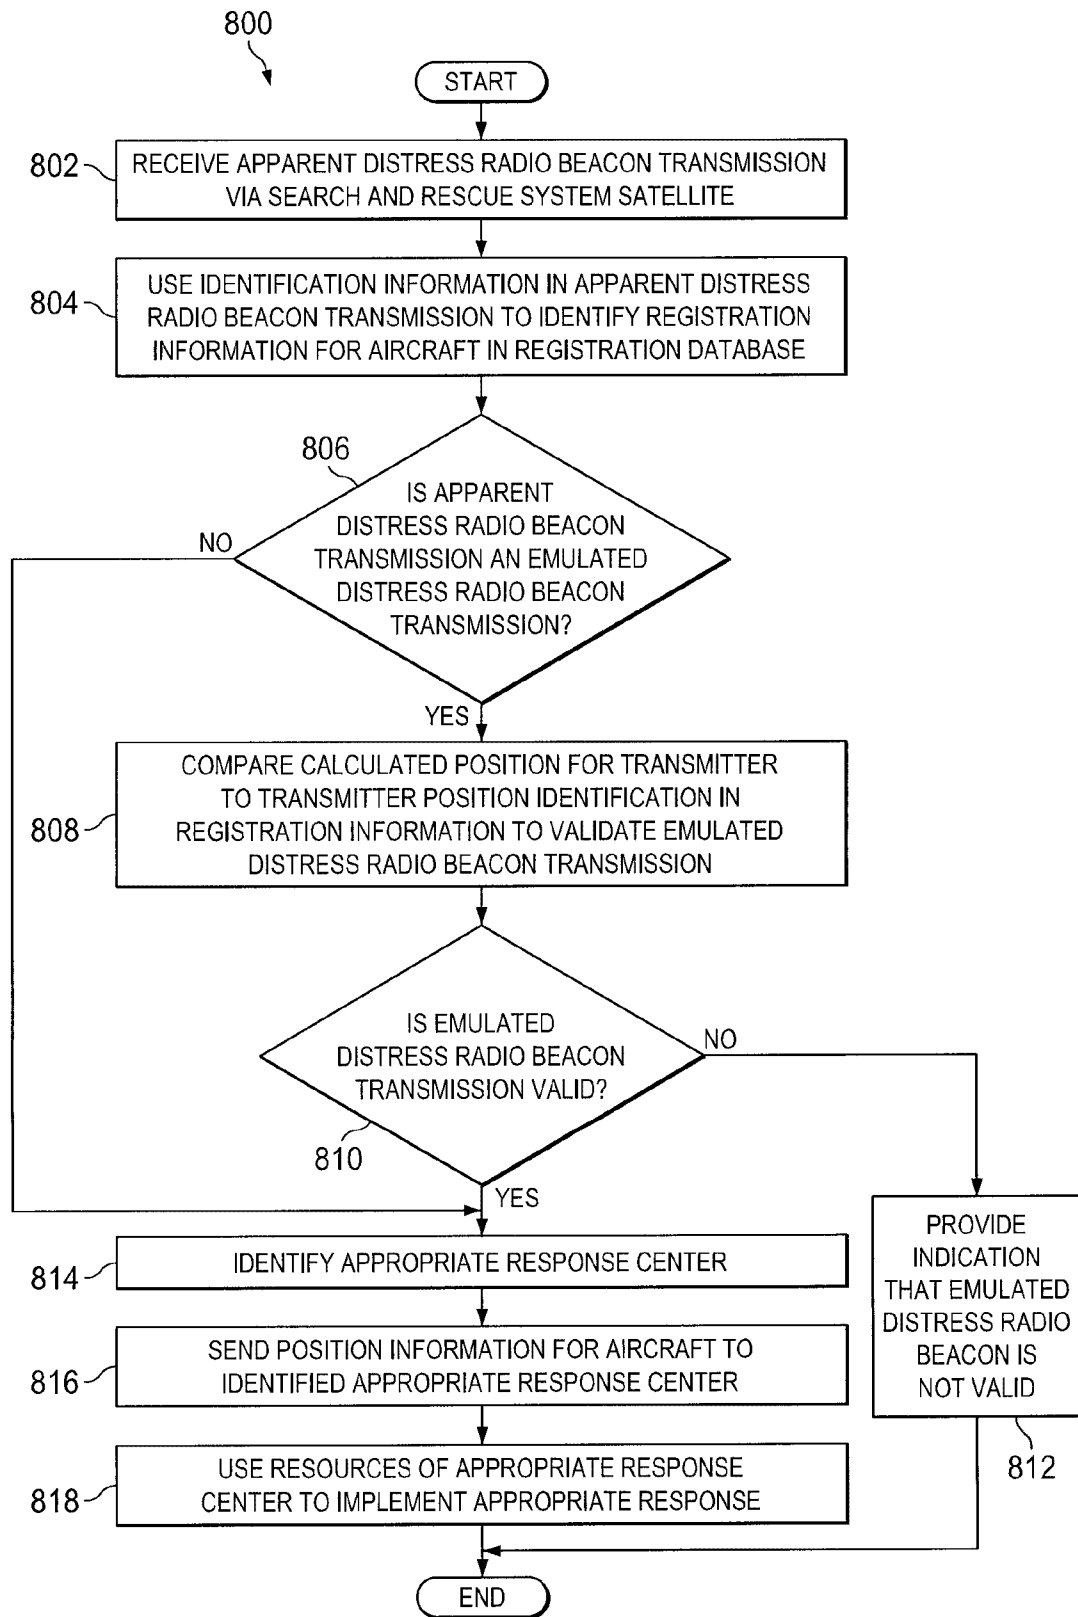 800
START
802
RECEIVE APPARENT DISTRESS RADIO BEACON TRANSMISSION
VIA SEARCH AND RESCUE SYSTEM SATELLITE
804
USE IDENTIFICATION INFORMATION IN APPARENT DISTRESS
RADIO BEACON TRANSMISSION TO IDENTIFY REGISTRATION
INFORMATION FOR AIRCRAFT IN REGISTRATION DATABASE
806
IS APPARENT
DISTRESS RADIO BEACON
TRANSMISSION AN EMULATED
DISTRESS RADIO BEACON
TRANSMISSION?
NO
YES
808
COMPARE CALCULATED POSITION FOR TRANSMITTER
TO TRANSMITTER POSITION IDENTIFICATION IN
REGISTRATION INFORMATION TO VALIDATE EMULATED
DISTRESS RADIO BEACON TRANSMISSION
IS EMULATED
DISTRESS RADIO BEACON
TRANSMISSION VALID?
810
NO
YES
814
IDENTIFY APPROPRIATE RESPONSE CENTER
816
SEND POSITION INFORMATION FOR AIRCRAFT TO
IDENTIFIED APPROPRIATE RESPONSE CENTER
818
USE RESOURCES OF APPROPRIATE RESPONSE
CENTER TO IMPLEMENT APPROPRIATE RESPONSE
PROVIDE
INDICATION
THAT EMULATED
DISTRESS RADIO
BEACON IS
NOT VALID
812
END